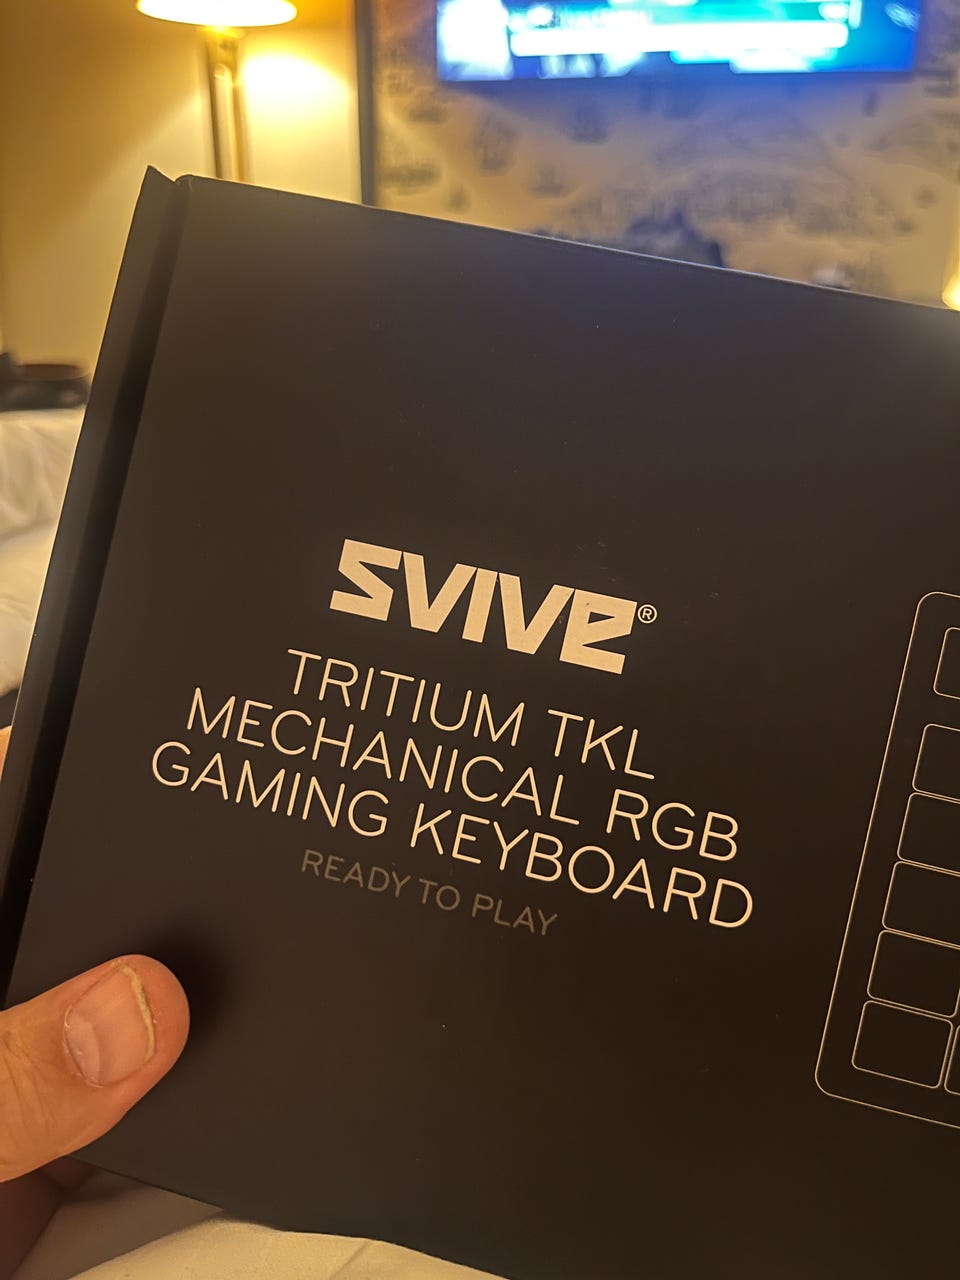 SVIVE®
TRITIUM TKL
MECHANICAL RGB
GAMING KEYBOARD
READY TO PLAY